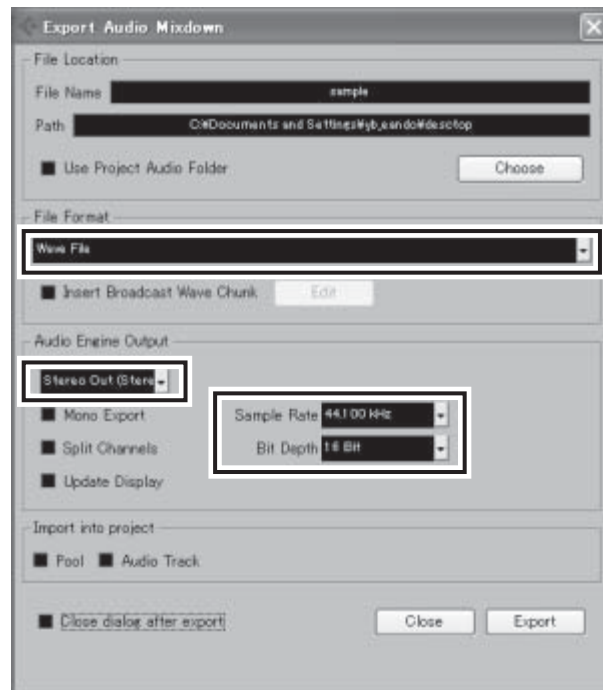 Export Audio Mixdown
File Location
File Name sample
Path C:¥Documents and Settings¥yb_eando¥desctop
Use Project Audio Folder Choose
File Format
Wave File
Insert Broadcast Wave Chunk Edit
Audio Engine Output
Stereo Out (Stere
Mono Export Sample Rate 44.100 kHz
Split Channels Bit Depth 16 Bit
Update Display
Import into project
Pool Audio Track
Close dialog after export Close Export